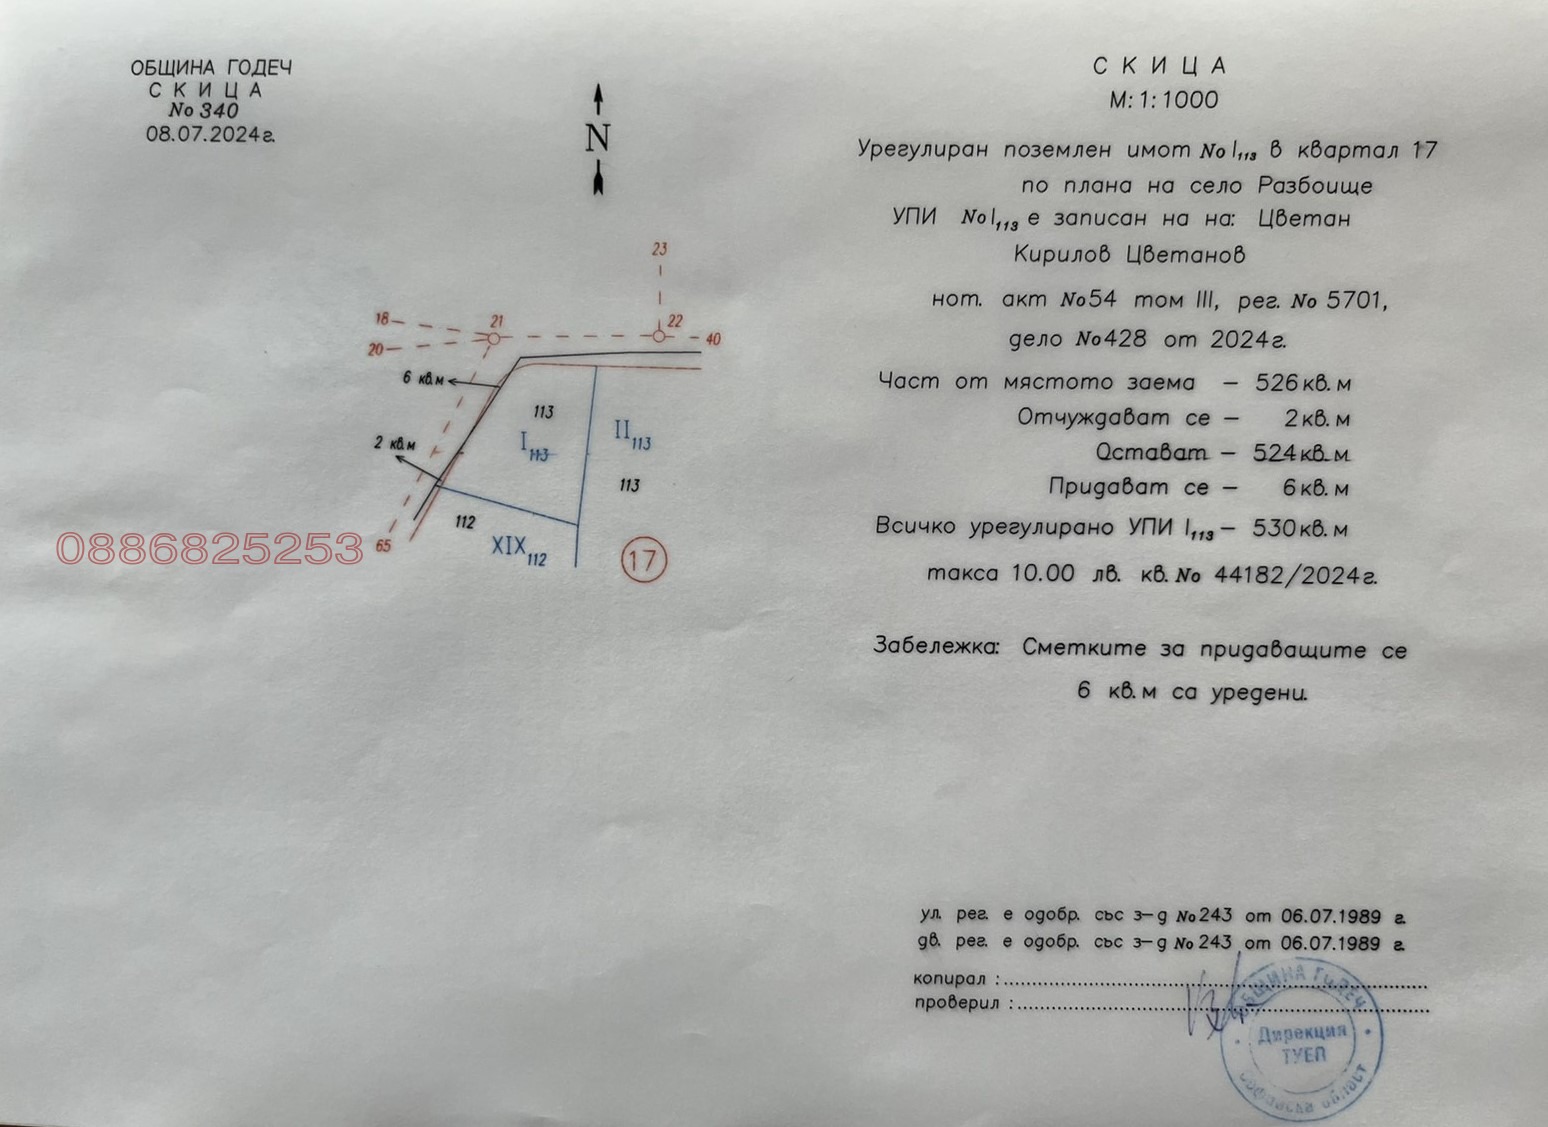 ОБЩИНА ГОДЕЧ
С К И Ц А
No 340
08.07.2024г.
N
23
18
21
22
20
40
6 кв.м
113
I113
II113
2 кв.м
113
112
65
XIX112
17
0886825253
С К И Ц А
М:1:1000
Урегулиран поземлен имот No I113 в квартал 17
по плана на село Разбоище
УПИ No I113 е записан на на: Цветан
Кирилов Цветанов
нот. акт No54 том III, рег. No 5701,
дело No428 от 2024г.
Част от мястото заема – 526кв.м
Отчуждават се – 2кв.м
Остават – 524кв.м
Придават се – 6кв.м
Всичко урегулирано УПИ I113 – 530кв.м
такса 10.00 лв. кв. No 44182/2024г.
Забележка: Сметките за придаващите се
6 кв.м са уредени.
ул. рег. е одобр. със з-д No243 от 06.07.1989 г.
дв. рег. е одобр. със з-д No243 от 06.07.1989 г.
копирал :
проверил :
ОБЩИНА ГОДЕЧ
Дирекция
ТУЕП
Софийска област